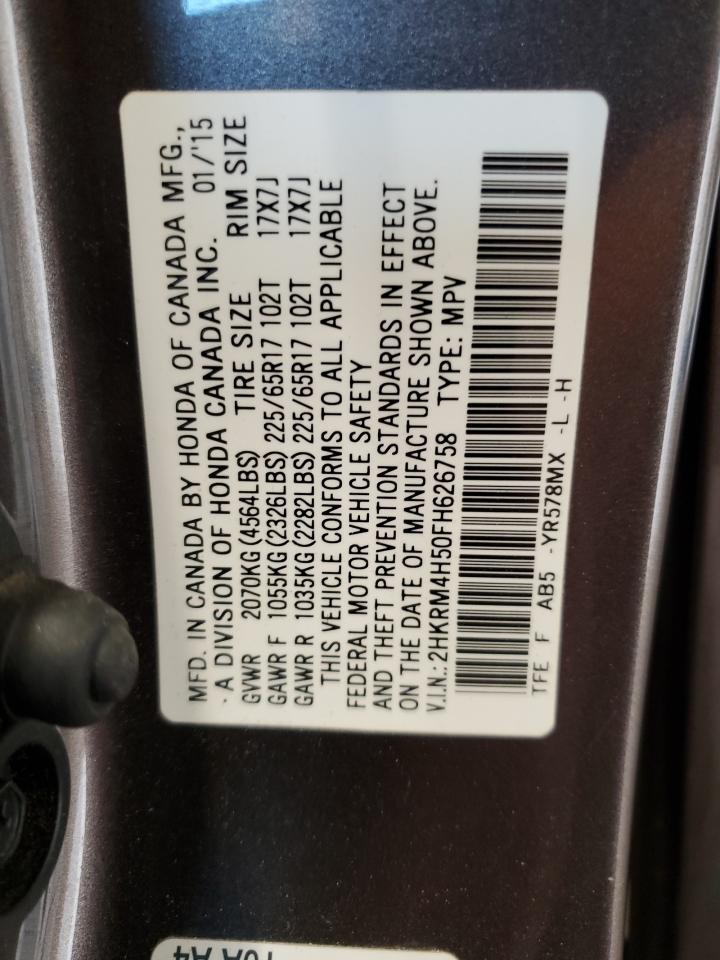 MFD. IN CANADA BY HONDA OF CANADA MFG.,
A DIVISION OF HONDA CANADA INC. 01/'15
GVWR 2070KG (4564LBS) TIRE SIZE RIM SIZE
GAWR F 1055KG (2326LBS) 225/65R17 102T 17X7J
GAWR R 1035KG (2282LBS) 225/65R17 102T 17X7J
THIS VEHICLE CONFORMS TO ALL APPLICABLE
FEDERAL MOTOR VEHICLE SAFETY
AND THEFT PREVENTION STANDARDS IN EFFECT
ON THE DATE OF MANUFACTURE SHOWN ABOVE.
V.I.N.: 2HKRM4H50FH626758 TYPE: MPV
TFE F AB5 -YR578MX -L -H